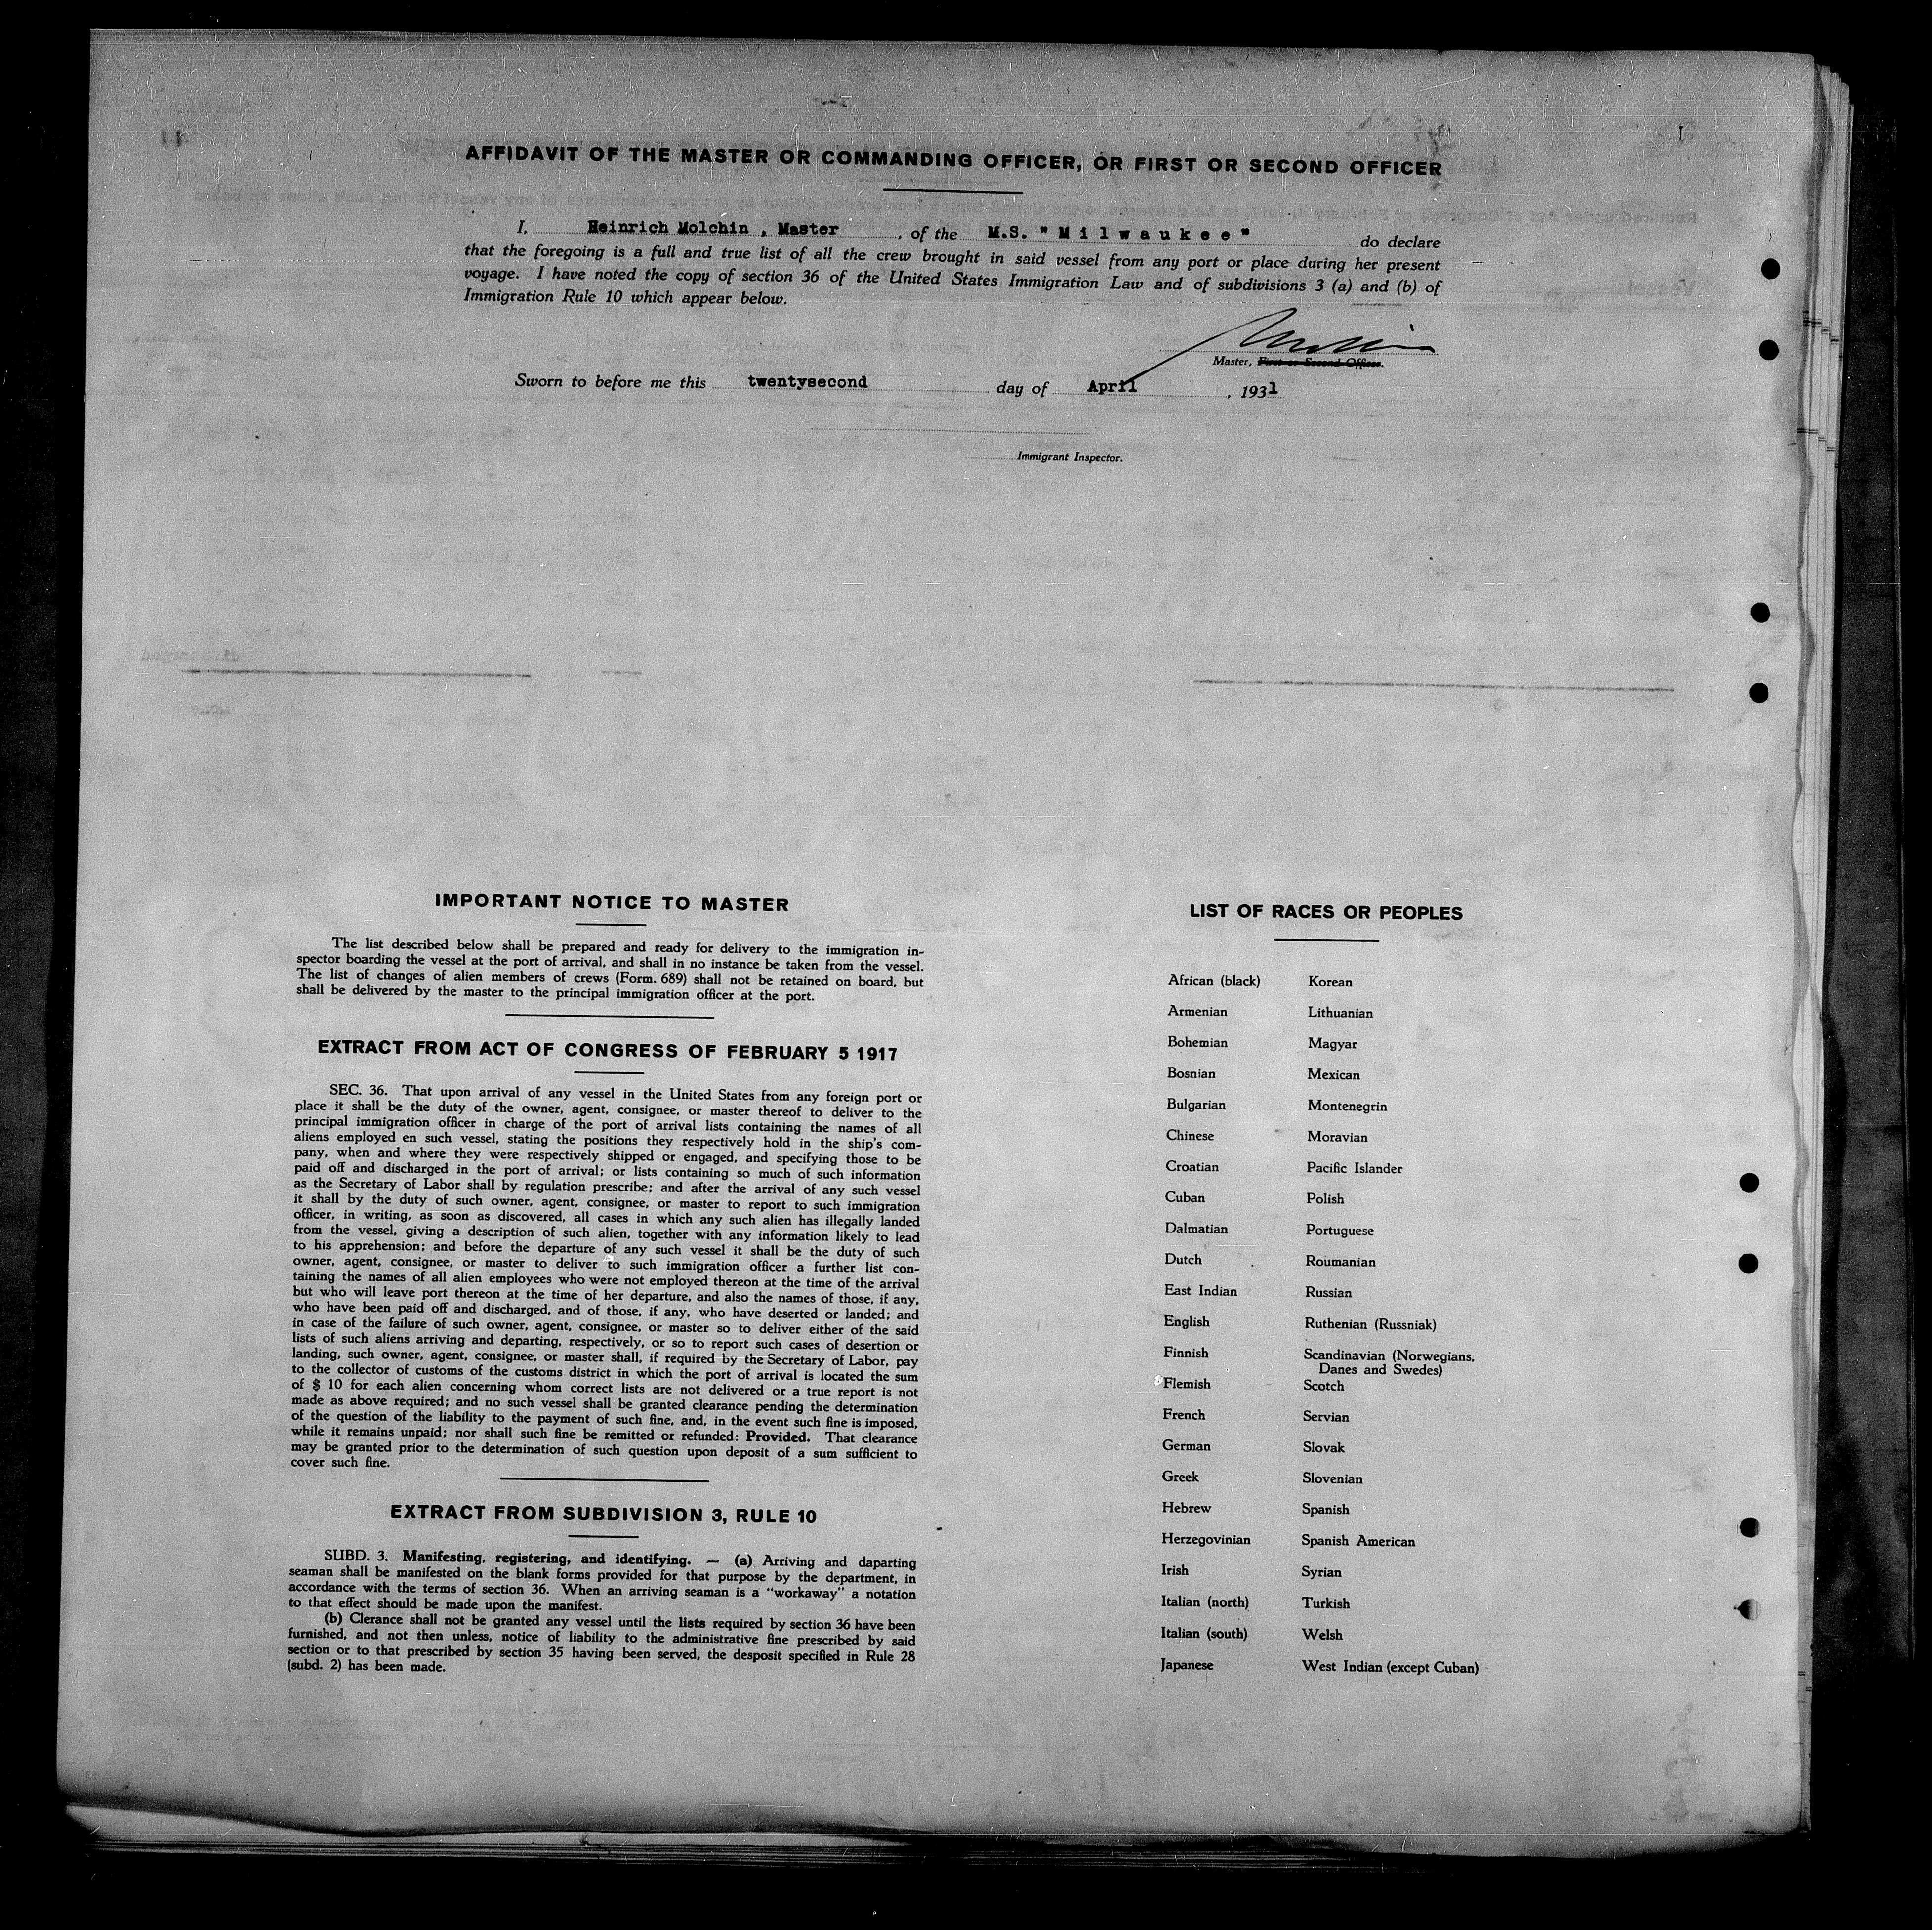 AFFIDAVIT OF THE MASTER OR COMMANDING OFFICER, OR FIRST OR SECOND OFFICER
I, Heinrich Molchin , Master , of the M.S. "Milwaukee" do declare
that the foregoing is a full and true list of all the crew brought in said vessel from any port or place during her present
voyage. I have noted the copy of section 36 of the United States Immigration Law and of subdivisions 3 (a) and (b) of
Immigration Rule 10 which appear below.
Molchin
Master, First or Second Officer.
Sworn to before me this twentysecond day of April , 1931
Immigrant Inspector.
IMPORTANT NOTICE TO MASTER
The list described below shall be prepared and ready for delivery to the immigration in-
spector boarding the vessel at the port of arrival, and shall in no instance be taken from the vessel.
The list of changes of alien members of crews (Form. 689) shall not be retained on board, but
shall be delivered by the master to the principal immigration officer at the port.
EXTRACT FROM ACT OF CONGRESS OF FEBRUARY 5 1917
SEC. 36. That upon arrival of any vessel in the United States from any foreign port or
place it shall be the duty of the owner, agent, consignee, or master thereof to deliver to the
principal immigration officer in charge of the port of arrival lists containing the names of all
aliens employed en such vessel, stating the positions they respectively hold in the ship's com-
pany, when and where they were respectively shipped or engaged, and specifying those to be
paid off and discharged in the port of arrival; or lists containing so much of such information
as the Secretary of Labor shall by regulation prescribe; and after the arrival of any such vessel
it shall by the duty of such owner, agent, consignee, or master to report to such immigration
officer, in writing, as soon as discovered, all cases in which any such alien has illegally landed
from the vessel, giving a description of such alien, together with any information likely to lead
to his apprehension; and before the departure of any such vessel it shall be the duty of such
owner, agent, consignee, or master to deliver to such immigration officer a further list con-
taining the names of all alien employees who were not employed thereon at the time of the arrival
but who will leave port thereon at the time of her departure, and also the names of those, if any,
who have been paid off and discharged, and of those, if any, who have deserted or landed; and
in case of the failure of such owner, agent, consignee, or master so to deliver either of the said
lists of such aliens arriving and departing, respectively, or so to report such cases of desertion or
landing, such owner, agent, consignee, or master shall, if required by the Secretary of Labor, pay
to the collector of customs of the customs district in which the port of arrival is located the sum
of $ 10 for each alien concerning whom correct lists are not delivered or a true report is not
made as above required; and no such vessel shall be granted clearance pending the determination
of the question of the liability to the payment of such fine, and, in the event such fine is imposed,
while it remains unpaid; nor shall such fine be remitted or refunded: Provided. That clearance
may be granted prior to the determination of such question upon deposit of a sum sufficient to
cover such fine.
EXTRACT FROM SUBDIVISION 3, RULE 10
SUBD. 3. Manifesting, registering, and identifying. — (a) Arriving and daparting
seaman shall be manifested on the blank forms provided for that purpose by the department, in
accordance with the terms of section 36. When an arriving seaman is a "workaway" a notation
to that effect should be made upon the manifest.
(b) Clerance shall not be granted any vessel until the lists required by section 36 have been
furnished, and not then unless, notice of liability to the administrative fine prescribed by said
section or to that prescribed by section 35 having been served, the desposit specified in Rule 28
(subd. 2) has been made.
LIST OF RACES OR PEOPLES
African (black) Korean
Armenian Lithuanian
Bohemian Magyar
Bosnian Mexican
Bulgarian Montenegrin
Chinese Moravian
Croatian Pacific Islander
Cuban Polish
Dalmatian Portuguese
Dutch Roumanian
East Indian Russian
English Ruthenian (Russniak)
Finnish Scandinavian (Norwegians,
Danes and Swedes)
Flemish Scotch
French Servian
German Slovak
Greek Slovenian
Hebrew Spanish
Herzegovinian Spanish American
Irish Syrian
Italian (north) Turkish
Italian (south) Welsh
Japanese West Indian (except Cuban)